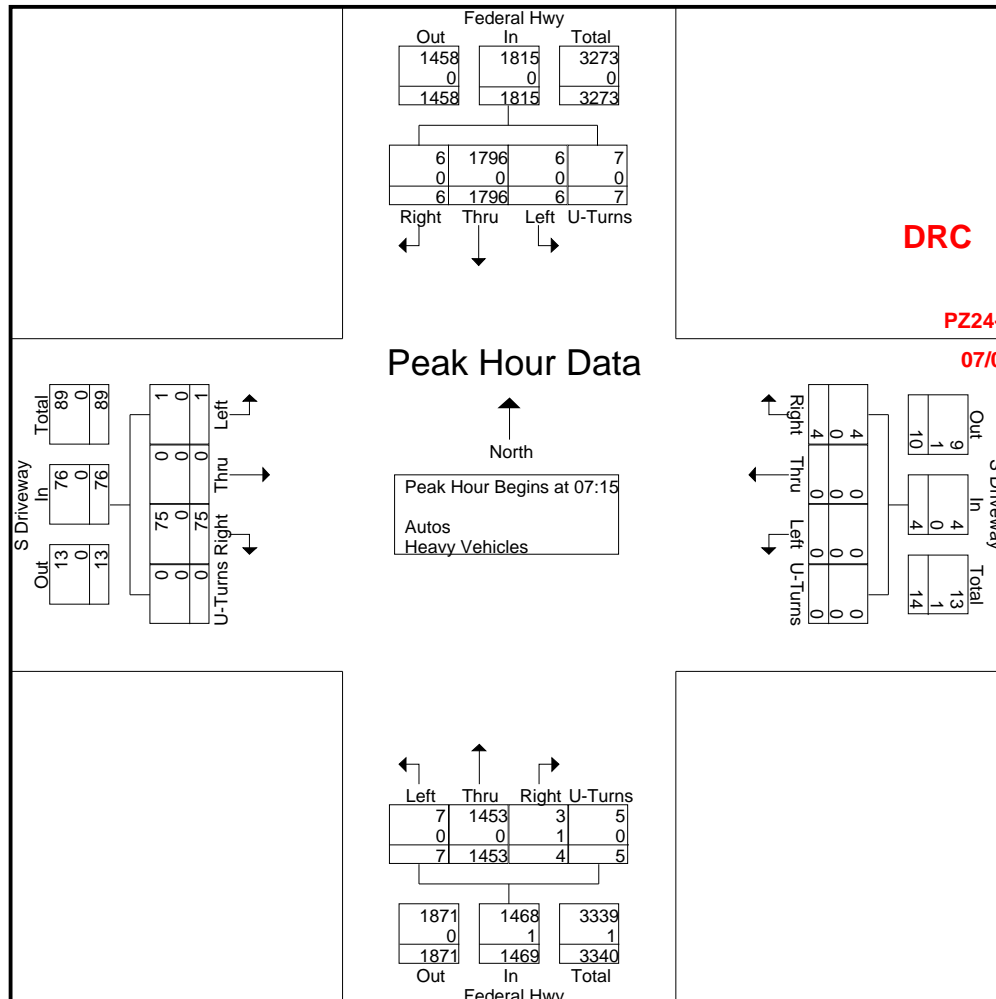 Federal Hwy
Out In Total
1458 1815 3273
0 0 0
1458 1815 3273
6 1796 6 7
0 0 0 0
6 1796 6 7
Right Thru Left U-Turns
DRC
PZ24-
07/0
Peak Hour Data
North
Peak Hour Begins at 07:15
Autos
Heavy Vehicles
S Driveway
Out In Total
13 76 89
0 0 0
13 76 89
Left
1 0 1
Thru
0 0 0
Right
75 0 75
U-Turns
0 0 0
Right
4 0 4
Thru
0 0 0
Left
0 0 0
U-Turns
0 0 0
Out In Total
9 4 13
1 0 1
10 4 14
S Driveway
Left Thru Right U-Turns
7 1453 3 5
0 0 1 0
7 1453 4 5
1871 1468 3339
0 1 1
1871 1469 3340
Out In Total
Federal Hwy